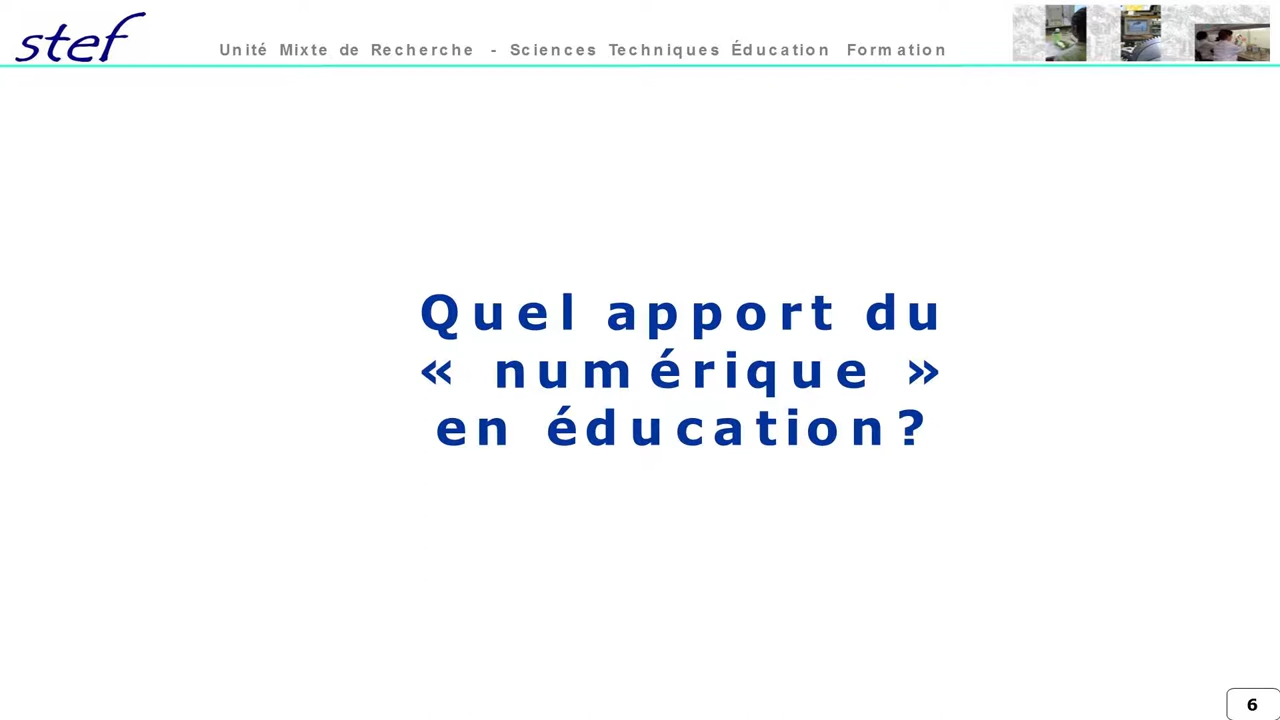 stef
Unité Mixte de Recherche - Sciences Techniques Éducation Formation
Quel apport du
« numérique »
en éducation?
6